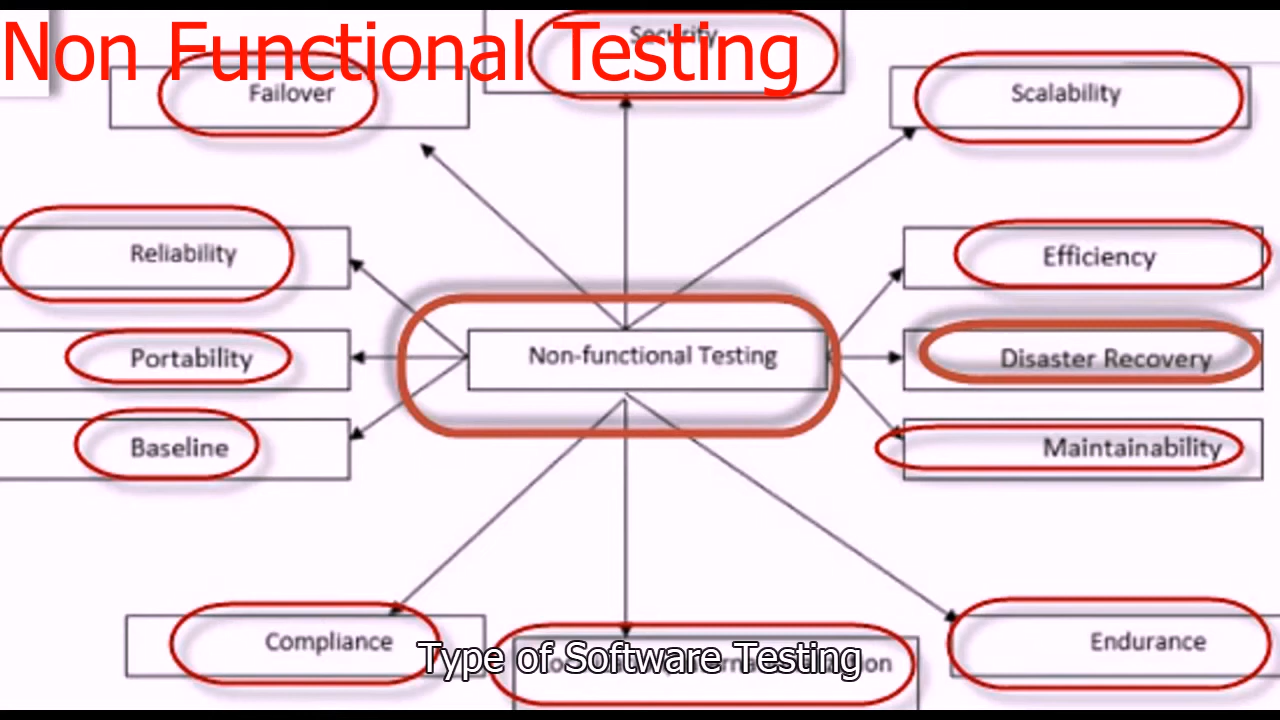 Non Functional Testing
Security
Failover
Scalability
Reliability
Efficiency
Non-functional Testing
Portability
Disaster Recovery
Baseline
Maintainability
Compliance
Endurance
Type of Software Testing